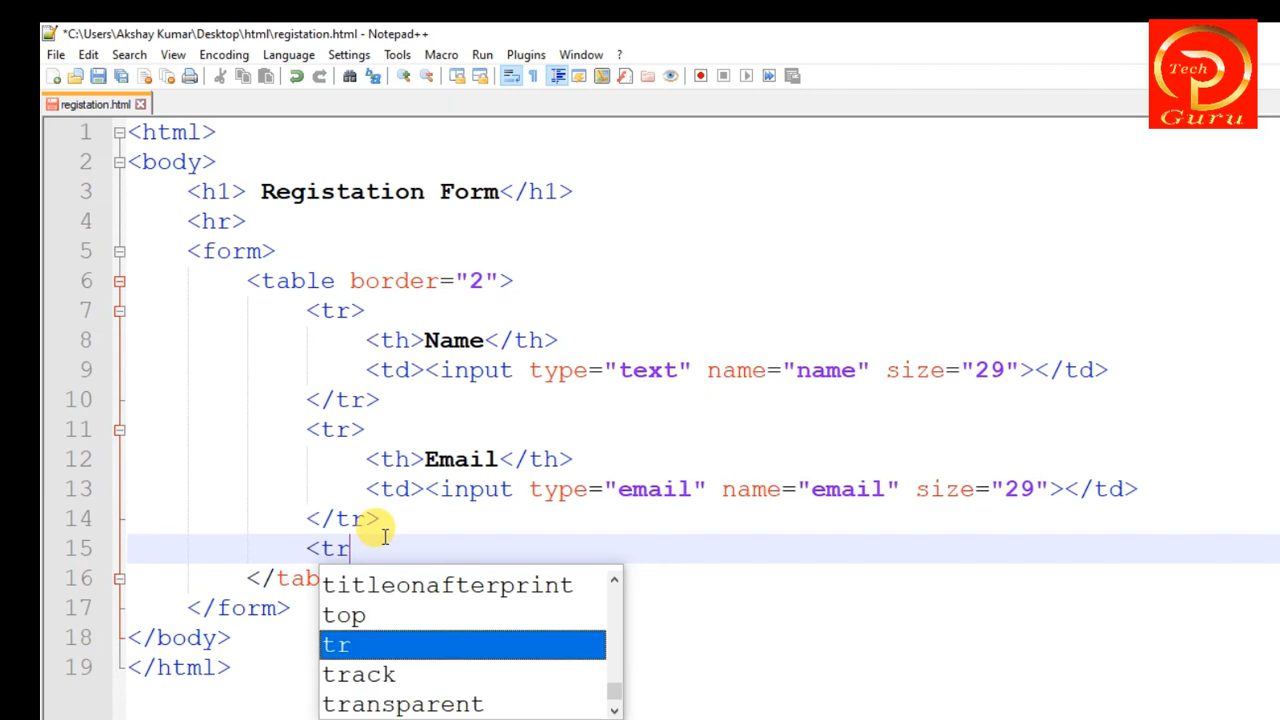 *C:\Users\Akshay Kumar\Desktop\html\registation.html - Notepad++
File Edit Search View Encoding Language Settings Tools Macro Run Plugins Window ?
Tech
Guru
registation.html
1 <html>
2 <body>
3 <h1> Registation Form</h1>
4 <hr>
5 <form>
6 <table border="2">
7 <tr>
8 <th>Name</th>
9 <td><input type="text" name="name" size="29"></td>
10 </tr>
11 <tr>
12 <th>Email</th>
13 <td><input type="email" name="email" size="29"></td>
14 </tr>
15 <tr
16 </tab
17 </form>
18 </body>
19 </html>
titleonafterprint
top
tr
track
transparent